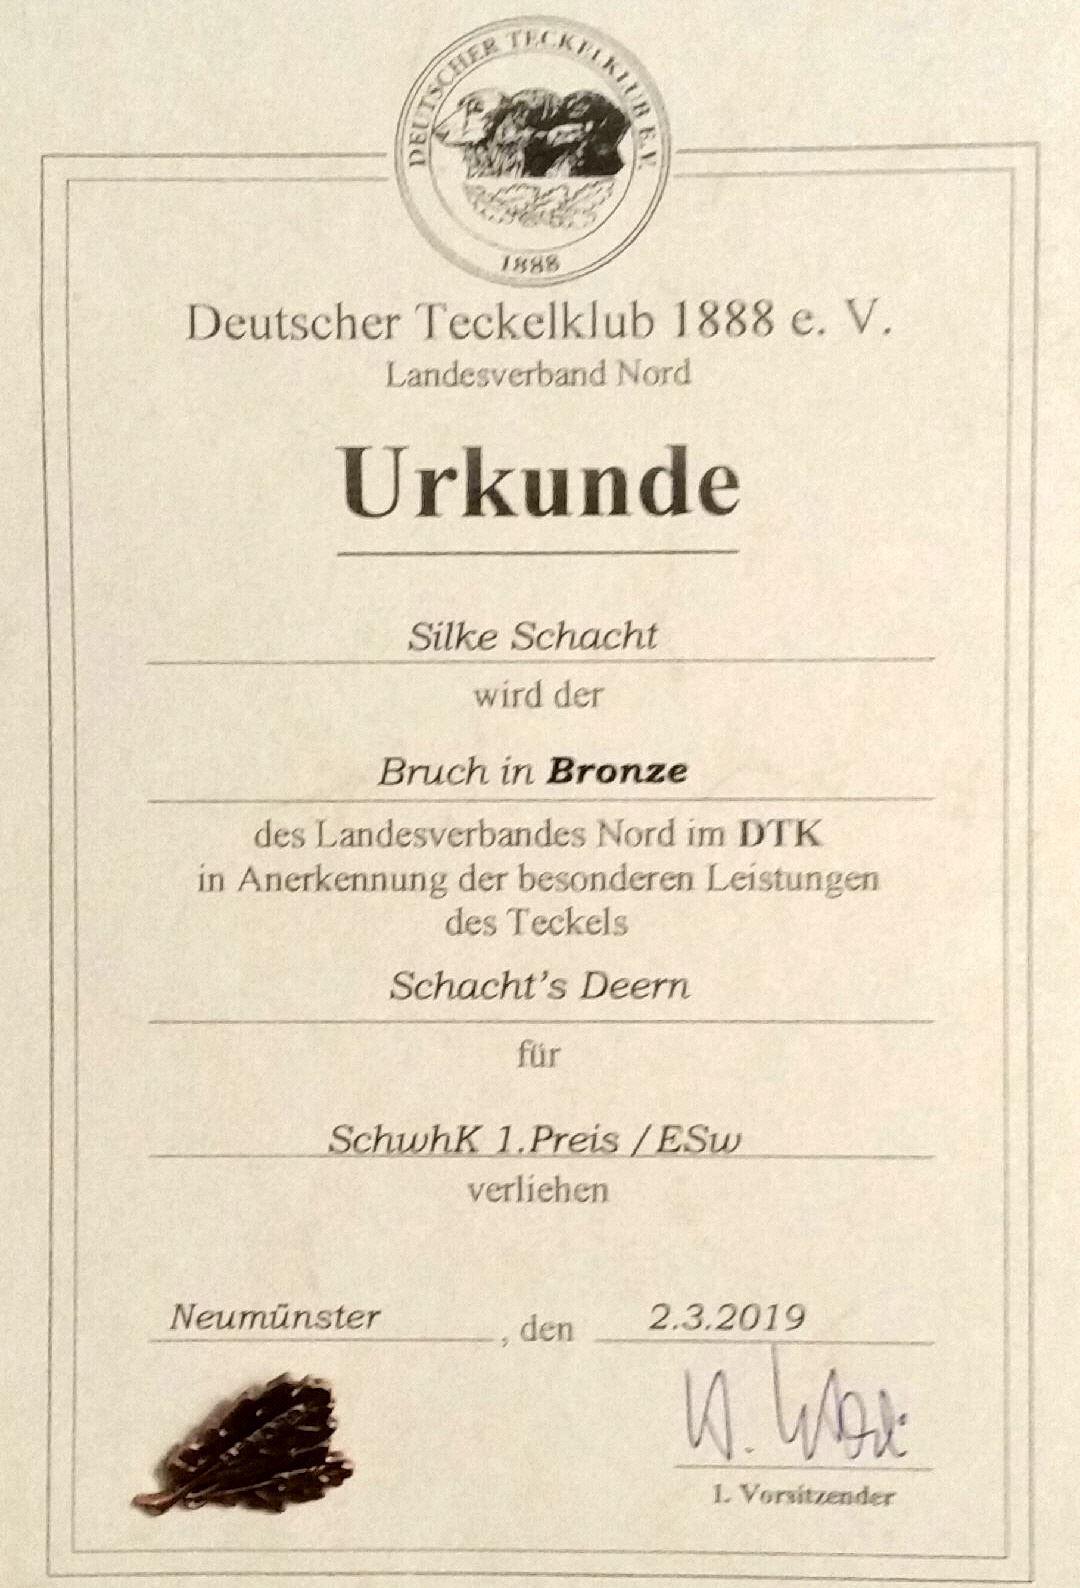 DEUTSCHER TECKELKLUB E.V.
1888
Deutscher Teckelklub 1888 e. V.
Landesverband Nord
Urkunde
Silke Schacht
wird der
Bruch in Bronze
des Landesverbandes Nord im DTK
in Anerkennung der besonderen Leistungen
des Teckels
Schacht's Deern
für
SchwhK 1.Preis / ESw
verliehen
Neumünster , den 2.3.2019
1. Vorsitzender